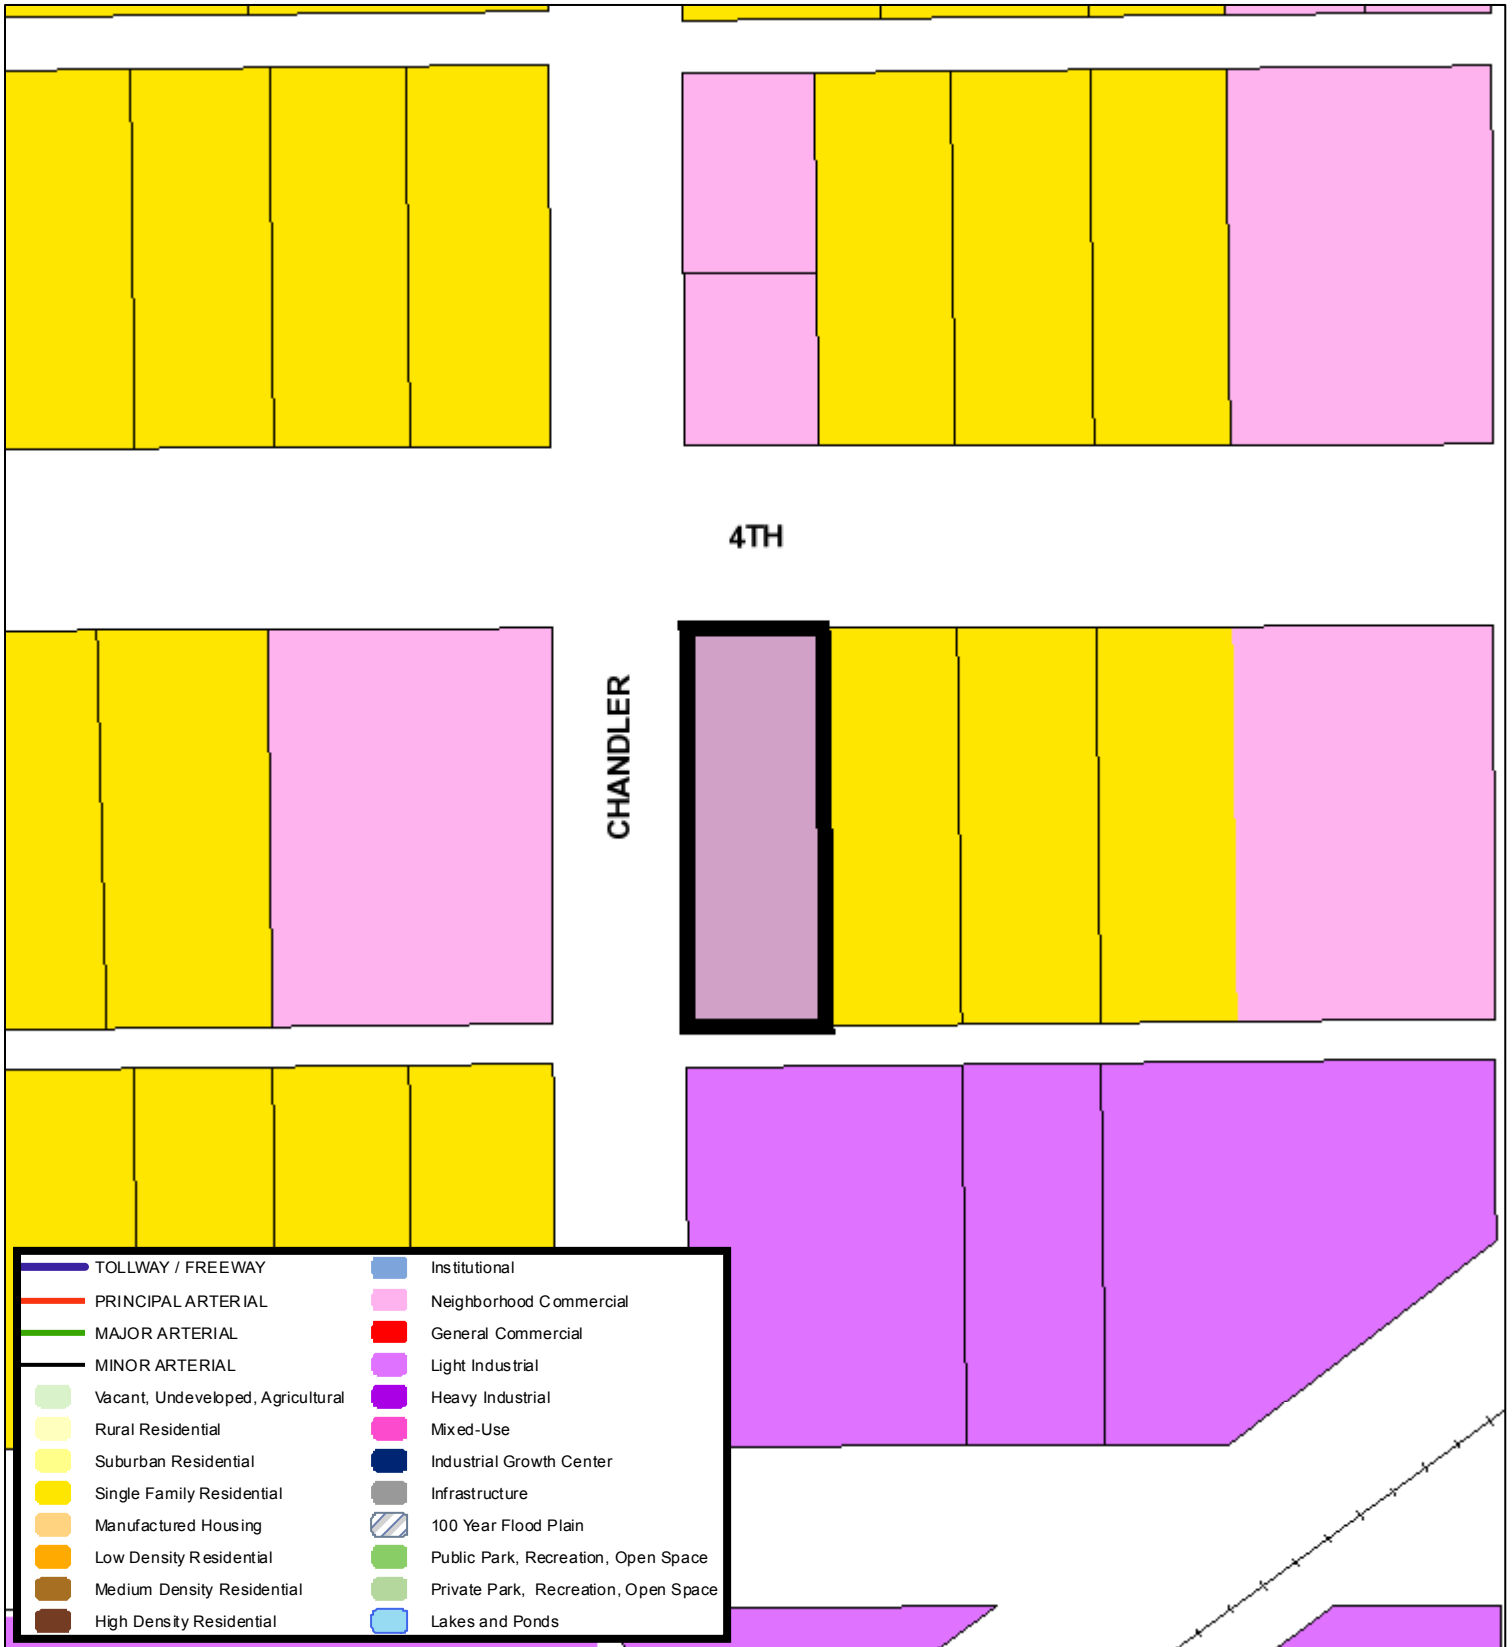 4TH
CHANDLER
TOLLWAY / FREEWAY
PRINCIPAL ARTERIAL
MAJOR ARTERIAL
MINOR ARTERIAL
Vacant, Undeveloped, Agricultural
Rural Residential
Suburban Residential
Single Family Residential
Manufactured Housing
Low Density Residential
Medium Density Residential
High Density Residential
Institutional
Neighborhood Commercial
General Commercial
Light Industrial
Heavy Industrial
Mixed-Use
Industrial Growth Center
Infrastructure
100 Year Flood Plain
Public Park, Recreation, Open Space
Private Park, Recreation, Open Space
Lakes and Ponds